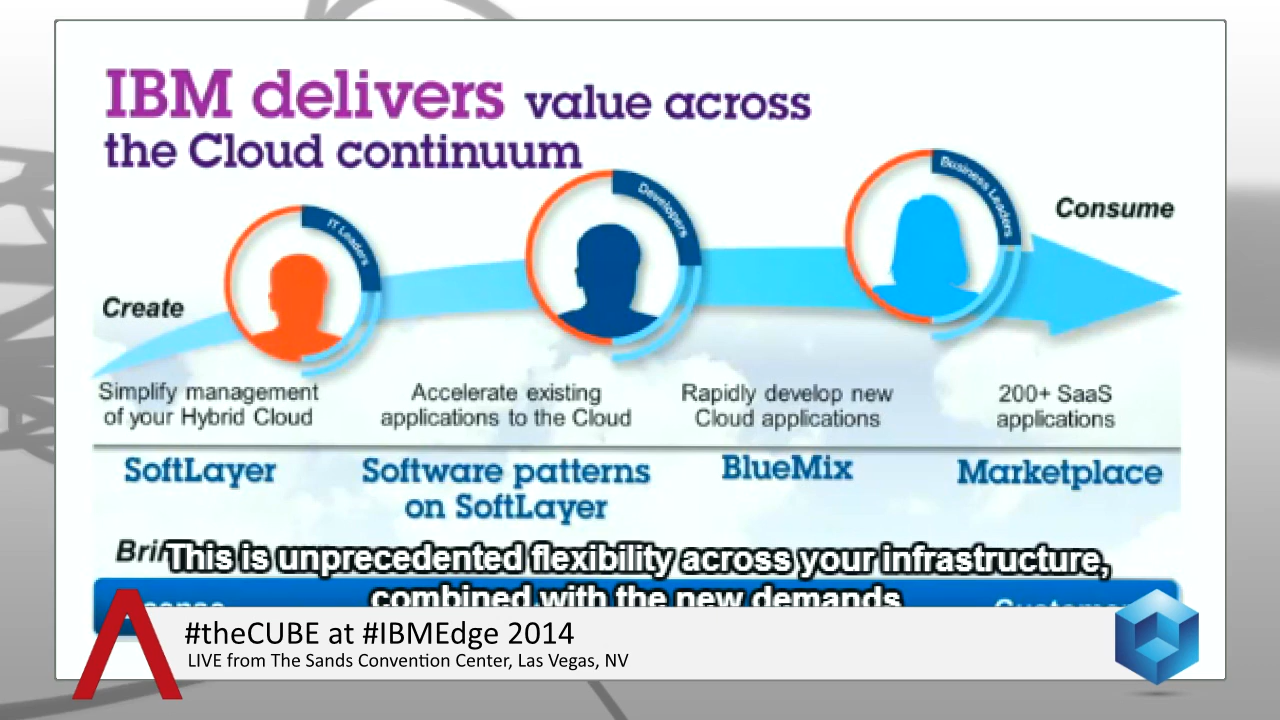 IBM delivers value across
the Cloud continuum
IT Leaders
Developers
Business Leaders
Consume
Create
Simplify management
of your Hybrid Cloud
Accelerate existing
applications to the Cloud
Rapidly develop new
Cloud applications
200+ SaaS
applications
SoftLayer
Software patterns
on SoftLayer
BlueMix
Marketplace
This is unprecedented flexibility across your infrastructure,
combined with the new demands
#theCUBE at #IBMEdge 2014
LIVE from The Sands Convention Center, Las Vegas, NV